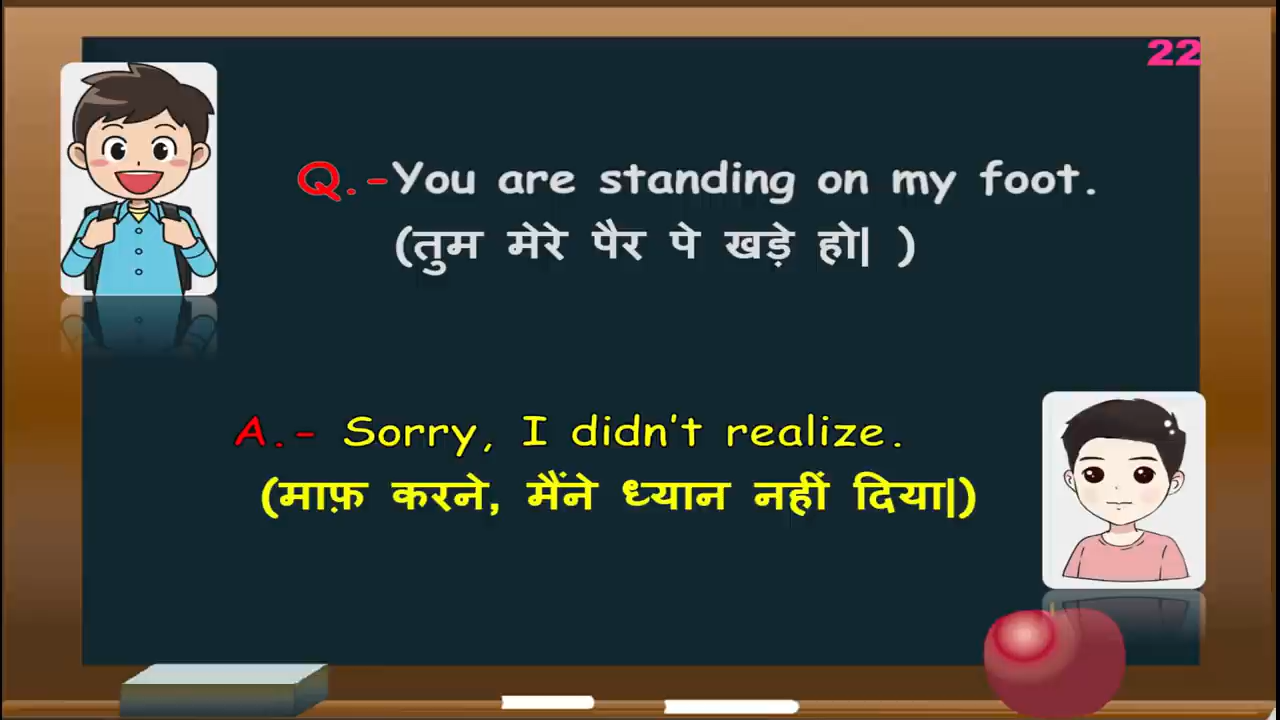 22
Q.-You are standing on my foot.
(तुम मेरे पैर पे खड़े हो| )
A.- Sorry, I didn't realize.
(माफ़ करने, मैंने ध्यान नहीं दिया|)